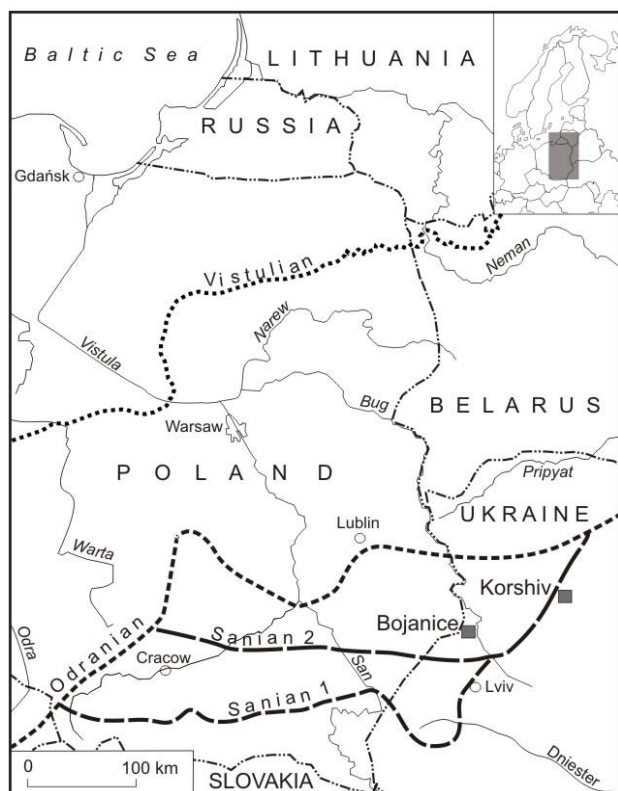 Baltic Sea
LITHUANIA
RUSSIA
Gdańsk
Vistulian
Neman
Narew
Vistula
Bug
BELARUS
Warsaw
POLAND
Pripyat
Lublin
UKRAINE
Warta
Korshiv
Bojanice
Odranian
Sanian 2
Odra
Cracow
San
Sanian 1
Lviv
0 100 km
Dniester
SLOVAKIA